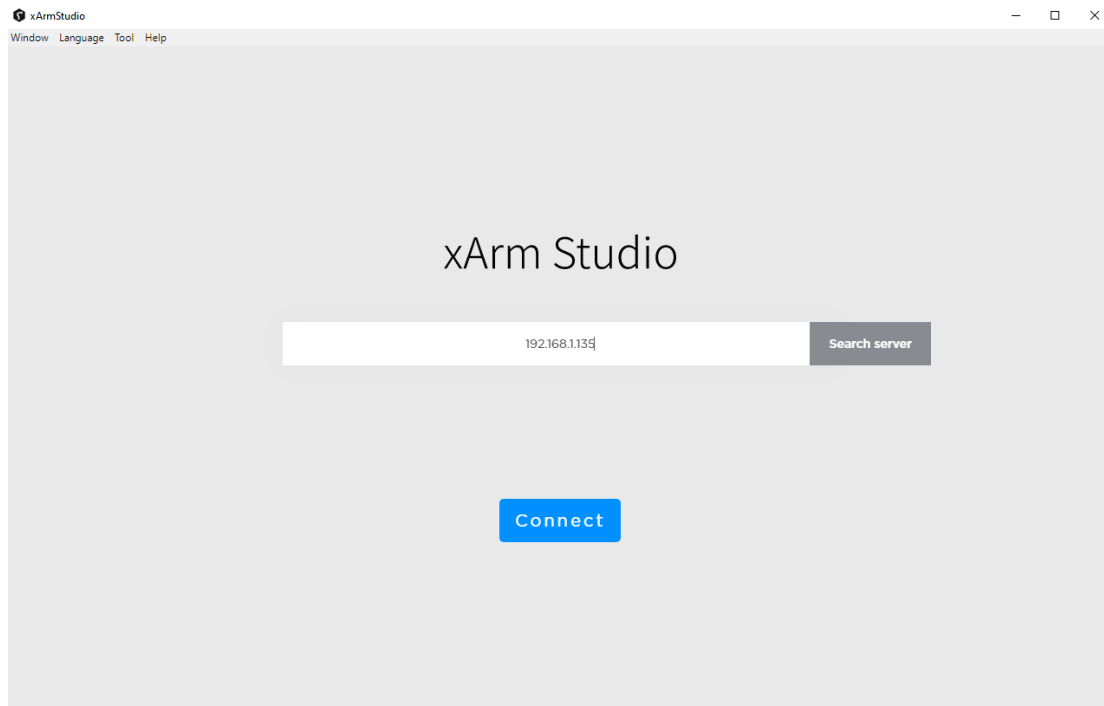 xArmStudio
Window Language Tool Help
xArm Studio
192.168.1.135 Search server
Connect